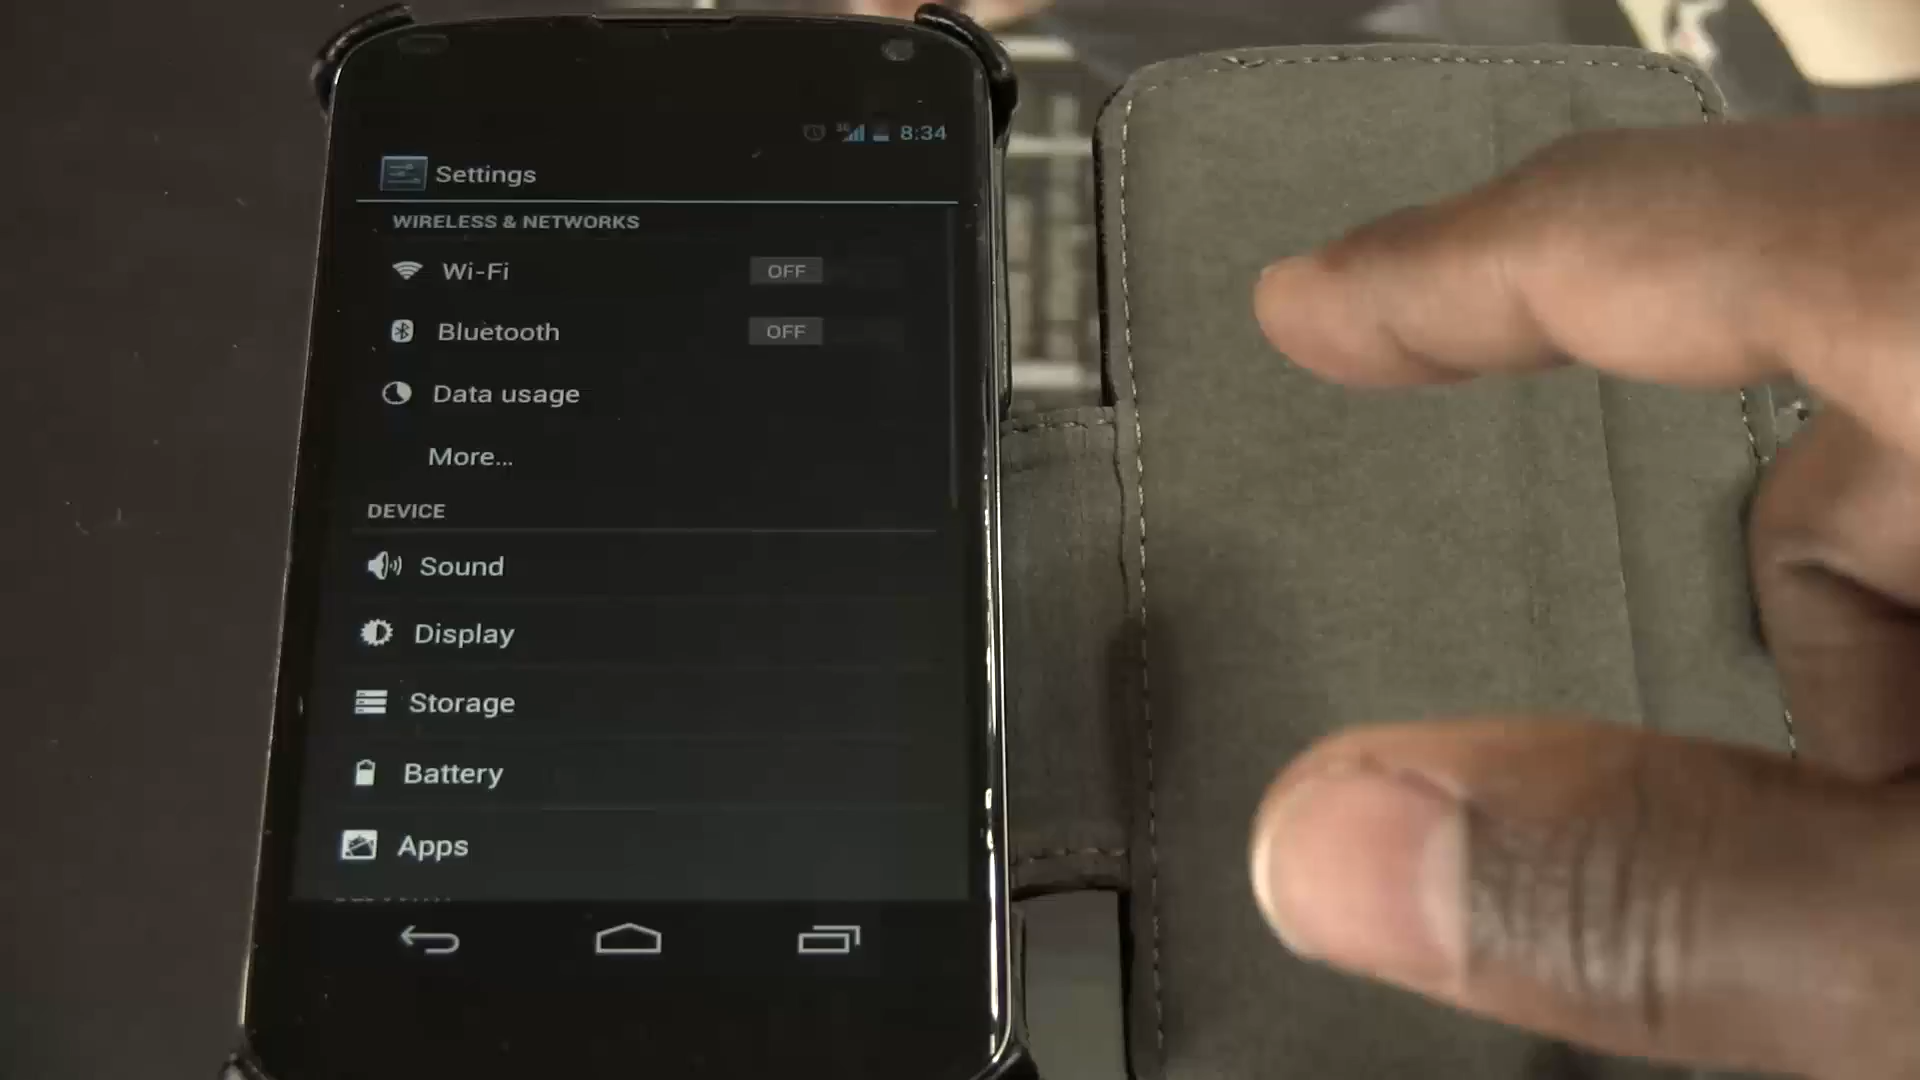 8:34
Settings
WIRELESS & NETWORKS
Wi-Fi OFF
Bluetooth OFF
Data usage
More...
DEVICE
Sound
Display
Storage
Battery
Apps